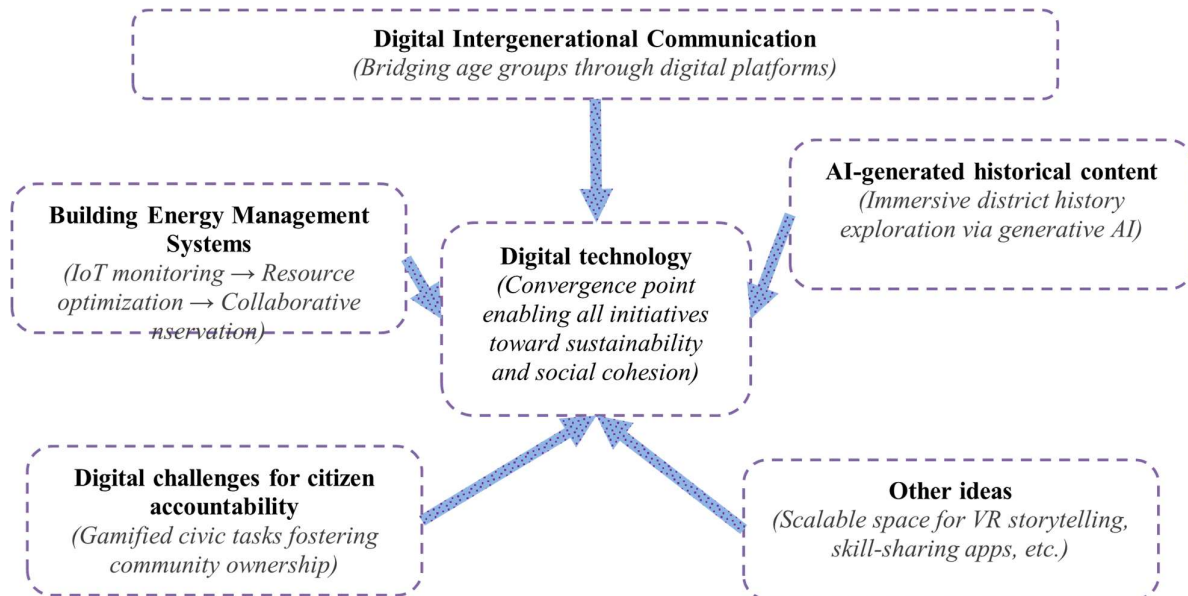 Digital Intergenerational Communication
(Bridging age groups through digital platforms)
AI-generated historical content
(Immersive district history
exploration via generative AI)
Building Energy Management
Systems
(IoT monitoring → Resource
optimization → Collaborative
nservation)
Digital technology
(Convergence point
enabling all initiatives
toward sustainability
and social cohesion)
Digital challenges for citizen
accountability
(Gamified civic tasks fostering
community ownership)
Other ideas
(Scalable space for VR storytelling,
skill-sharing apps, etc.)